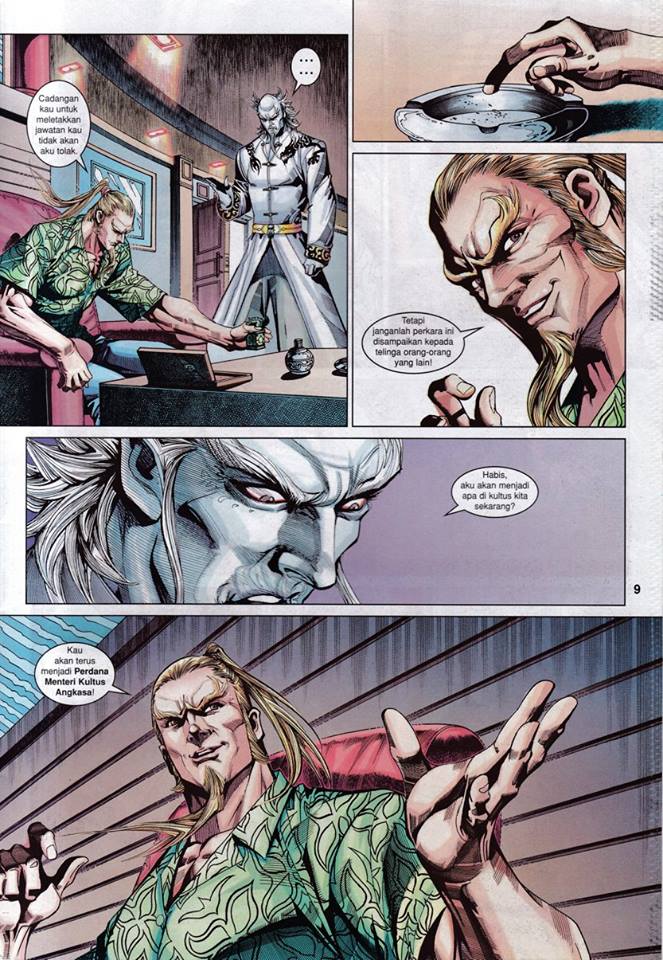 Cadangan
kau untuk
meletakkan
jawatan kau
tidak akan
aku tolak.
...
...
Tetapi
janganlah perkara ini
disampaikan kepada
telinga orang-orang
yang lain!
Habis,
aku akan menjadi
apa di kultus kita
sekarang?
9
Kau
akan terus
menjadi Perdana
Menteri Kultus
Angkasa!